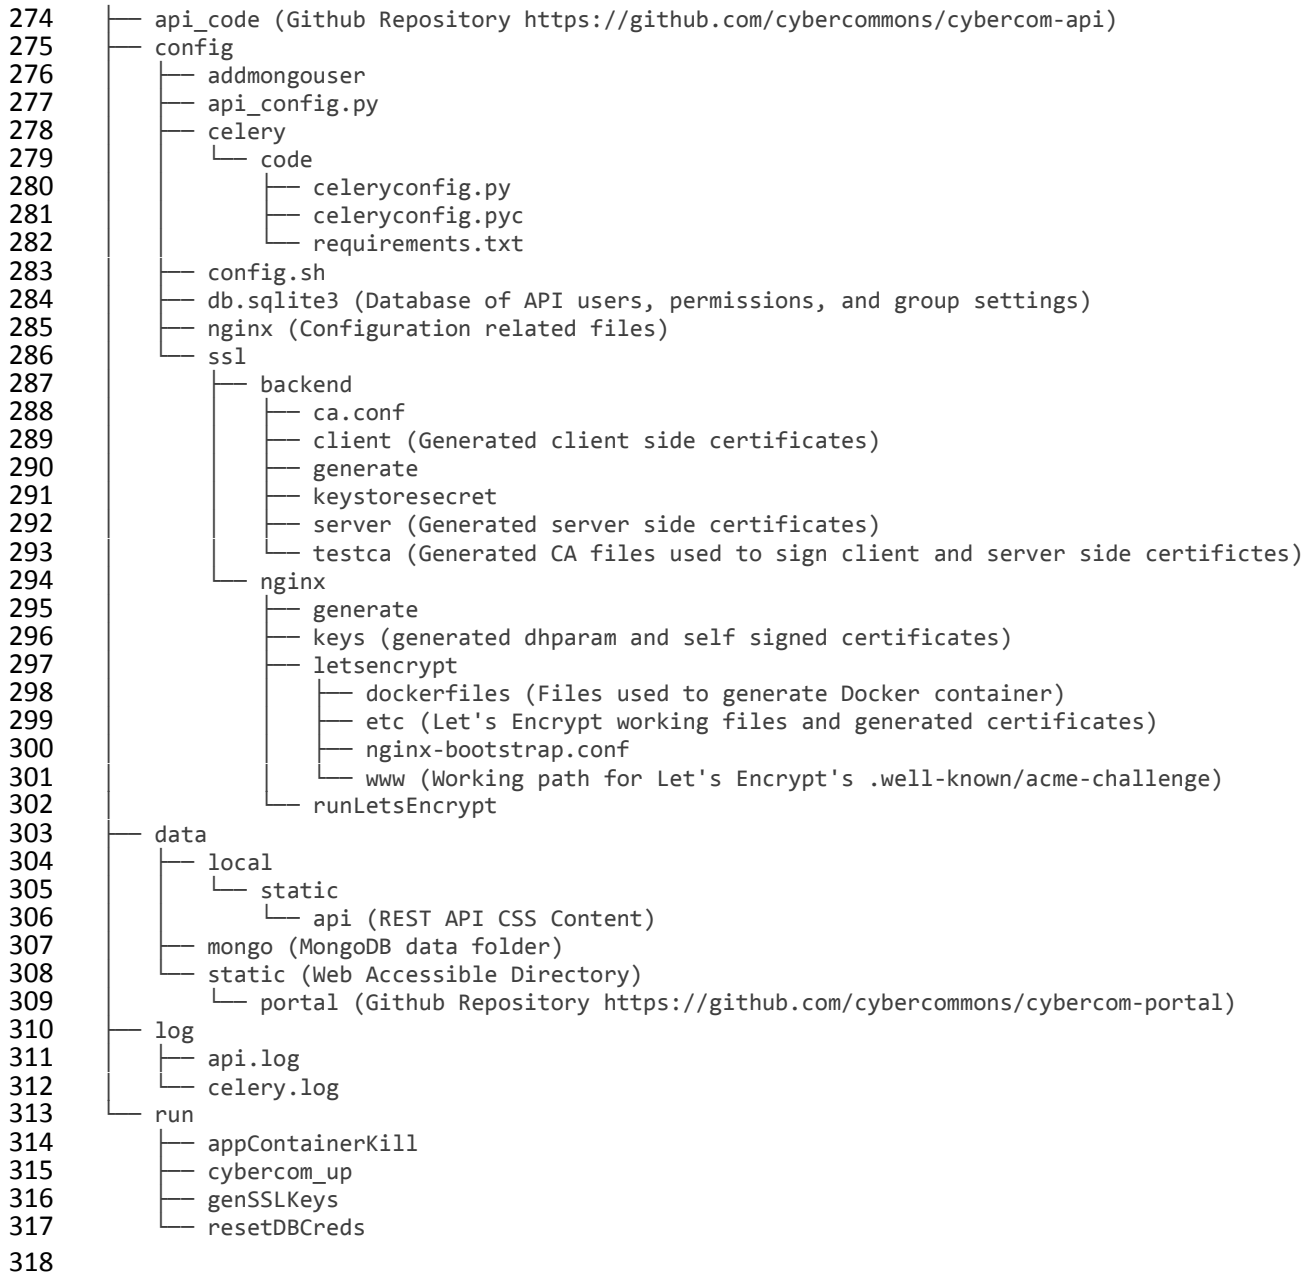 274 ├── api_code (Github Repository https://github.com/cybercommons/cybercom-api)
275 ├── config
276 │   ├── addmongouser
277 │   ├── api_config.py
278 │   ├── celery
279 │   │   └── code
280 │   │       ├── celeryconfig.py
281 │   │       ├── celeryconfig.pyc
282 │   │       └── requirements.txt
283 │   ├── config.sh
284 │   ├── db.sqlite3 (Database of API users, permissions, and group settings)
285 │   ├── nginx (Configuration related files)
286 │   └── ssl
287 │       ├── backend
288 │       │   ├── ca.conf
289 │       │   ├── client (Generated client side certificates)
290 │       │   ├── generate
291 │       │   ├── keystoresecret
292 │       │   ├── server (Generated server side certificates)
293 │       │   └── testca (Generated CA files used to sign client and server side certifictes)
294 │       └── nginx
295 │           ├── generate
296 │           ├── keys (generated dhparam and self signed certificates)
297 │           ├── letsencrypt
298 │           │   ├── dockerfiles (Files used to generate Docker container)
299 │           │   ├── etc (Let's Encrypt working files and generated certificates)
300 │           │   ├── nginx-bootstrap.conf
301 │           │   └── www (Working path for Let's Encrypt's .well-known/acme-challenge)
302 │           └── runLetsEncrypt
303 ├── data
304 │   ├── local
305 │   │   └── static
306 │   │       └── api (REST API CSS Content)
307 │   ├── mongo (MongoDB data folder)
308 │   └── static (Web Accessible Directory)
309 │       └── portal (Github Repository https://github.com/cybercommons/cybercom-portal)
310 ├── log
311 │   ├── api.log
312 │   └── celery.log
313 └── run
314     ├── appContainerKill
315     ├── cybercom_up
316     ├── genSSLKeys
317     └── resetDBCreds
318